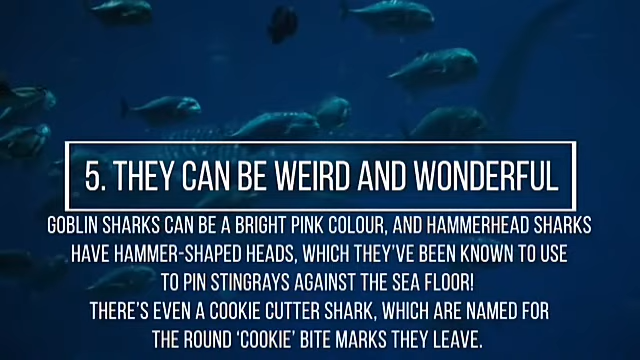 5. THEY CAN BE WEIRD AND WONDERFUL
GOBLIN SHARKS CAN BE A BRIGHT PINK COLOUR, AND HAMMERHEAD SHARKS
HAVE HAMMER-SHAPED HEADS, WHICH THEY'VE BEEN KNOWN TO USE
TO PIN STINGRAYS AGAINST THE SEA FLOOR!
THERE'S EVEN A COOKIE CUTTER SHARK, WHICH ARE NAMED FOR
THE ROUND 'COOKIE' BITE MARKS THEY LEAVE.